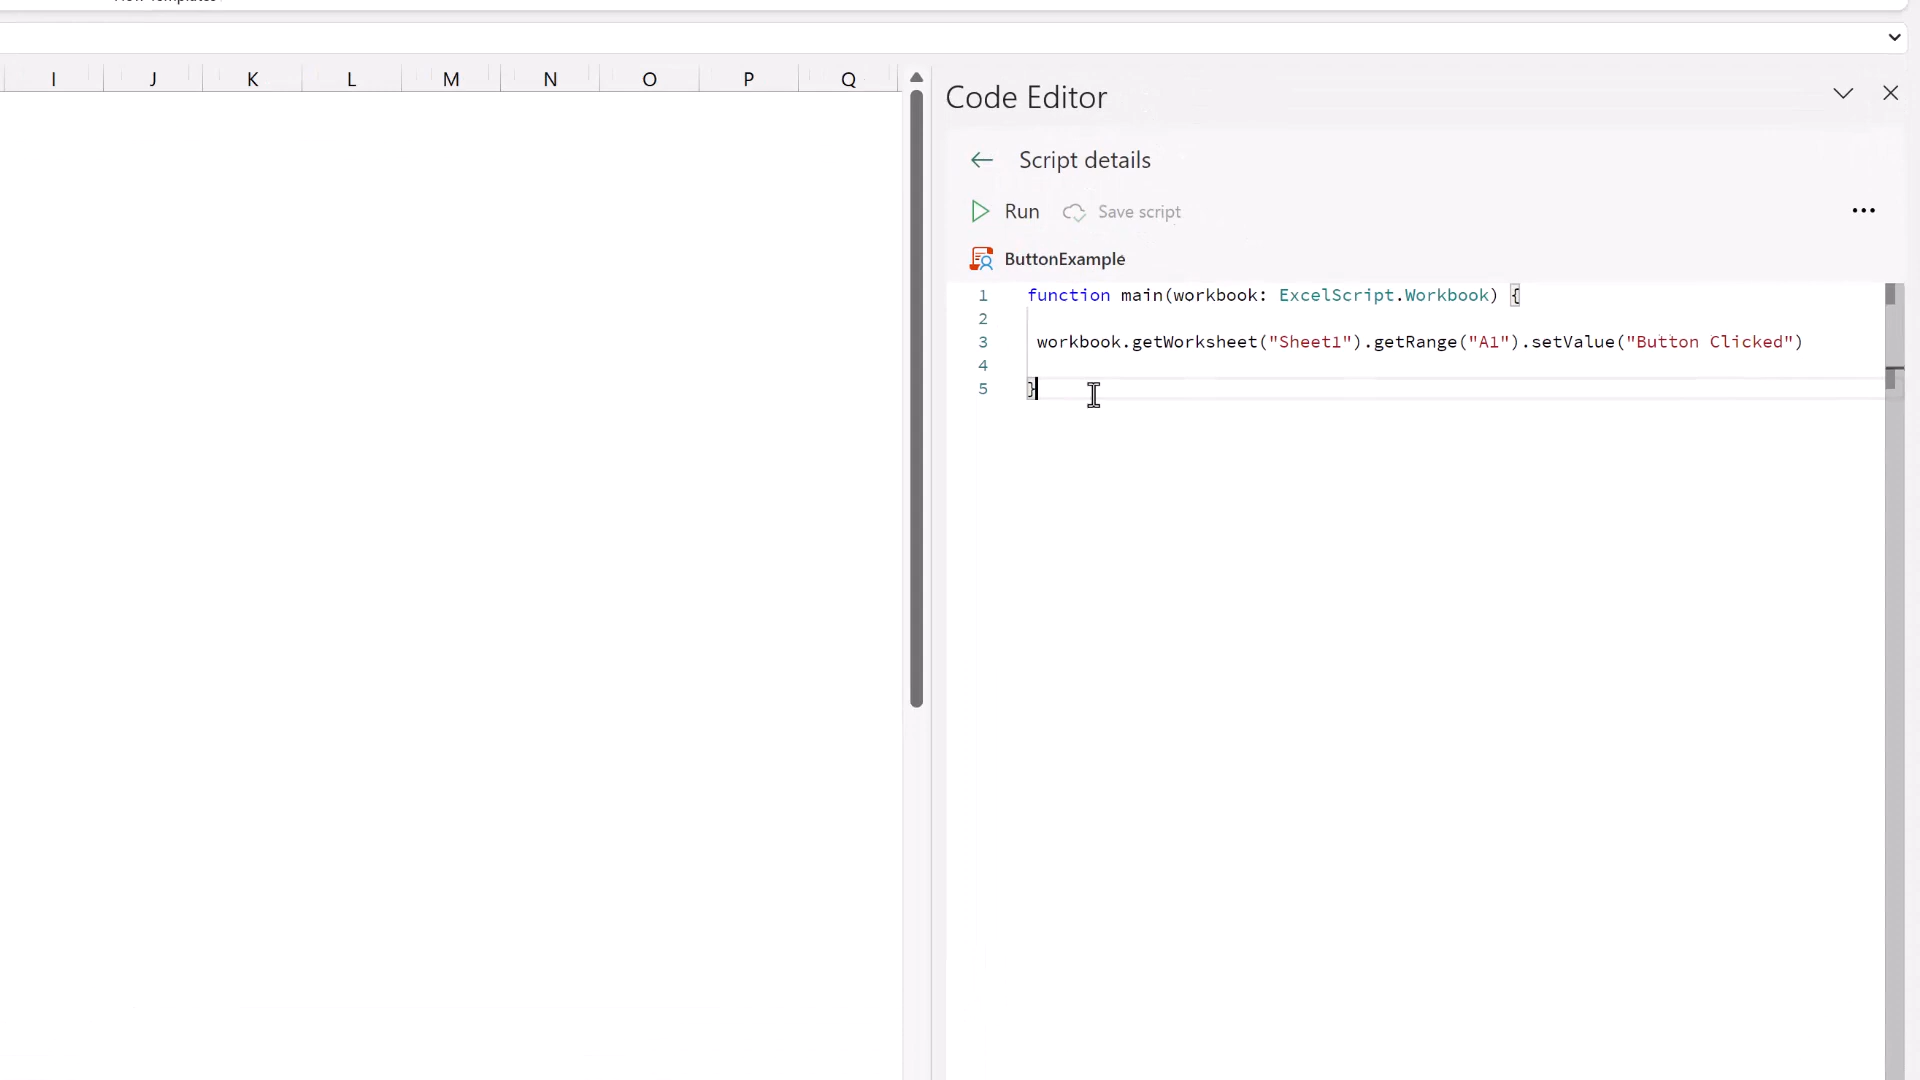 I J K L M N O P Q
Code Editor
Script details
Run Save script
ButtonExample
1 function main(workbook: ExcelScript.Workbook) {
2
3 workbook.getWorksheet("Sheet1").getRange("A1").setValue("Button Clicked")
4
5 }